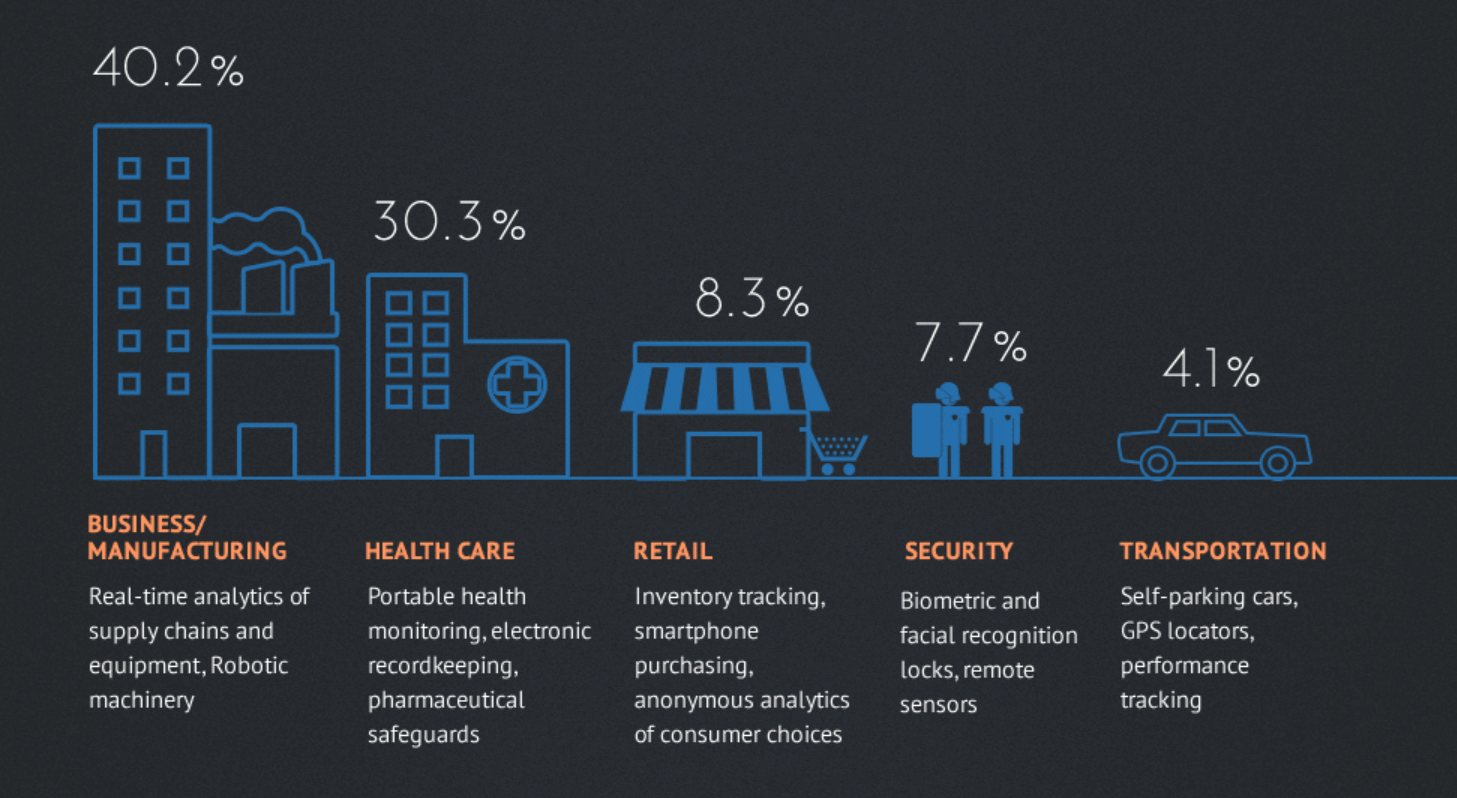 40.2%
30.3%
8.3%
7.7%
4.1%
BUSINESS/
MANUFACTURING
Real-time analytics of
supply chains and
equipment, Robotic
machinery
HEALTH CARE
Portable health
monitoring, electronic
recordkeeping,
pharmaceutical
safeguards
RETAIL
Inventory tracking,
smartphone
purchasing,
anonymous analytics
of consumer choices
SECURITY
Biometric and
facial recognition
locks, remote
sensors
TRANSPORTATION
Self-parking cars,
GPS locators,
performance
tracking